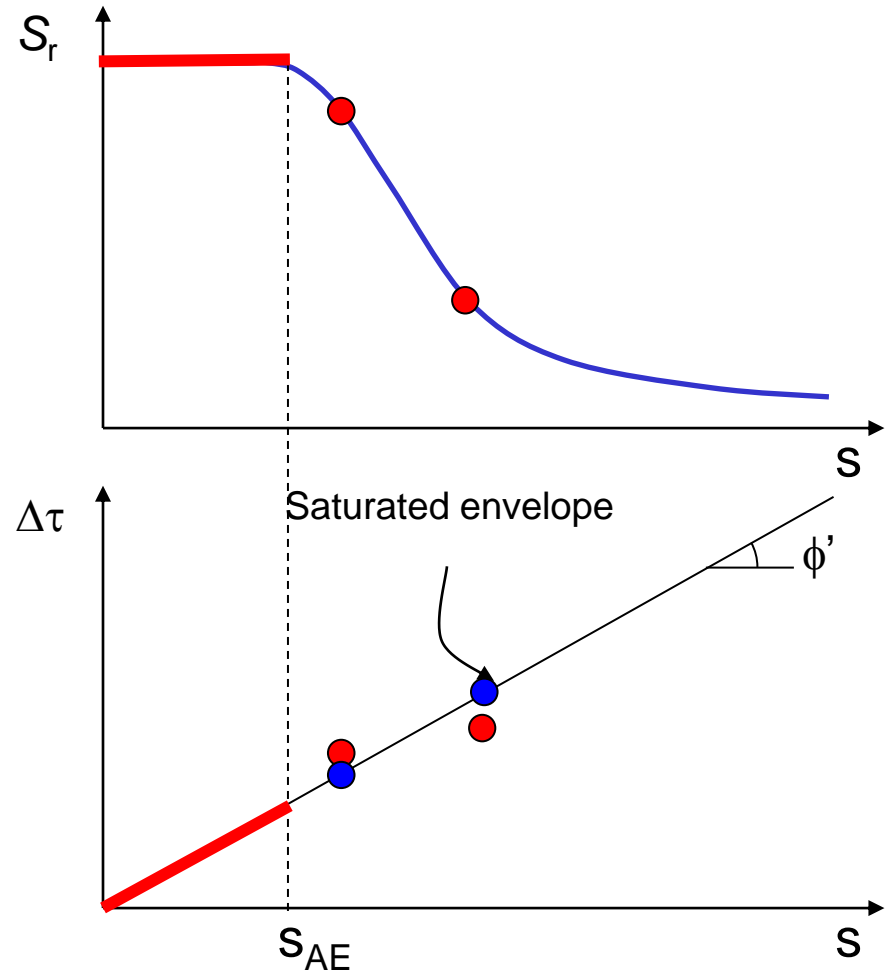 Sr
s
Δτ
Saturated envelope
ϕ’
sAE
s